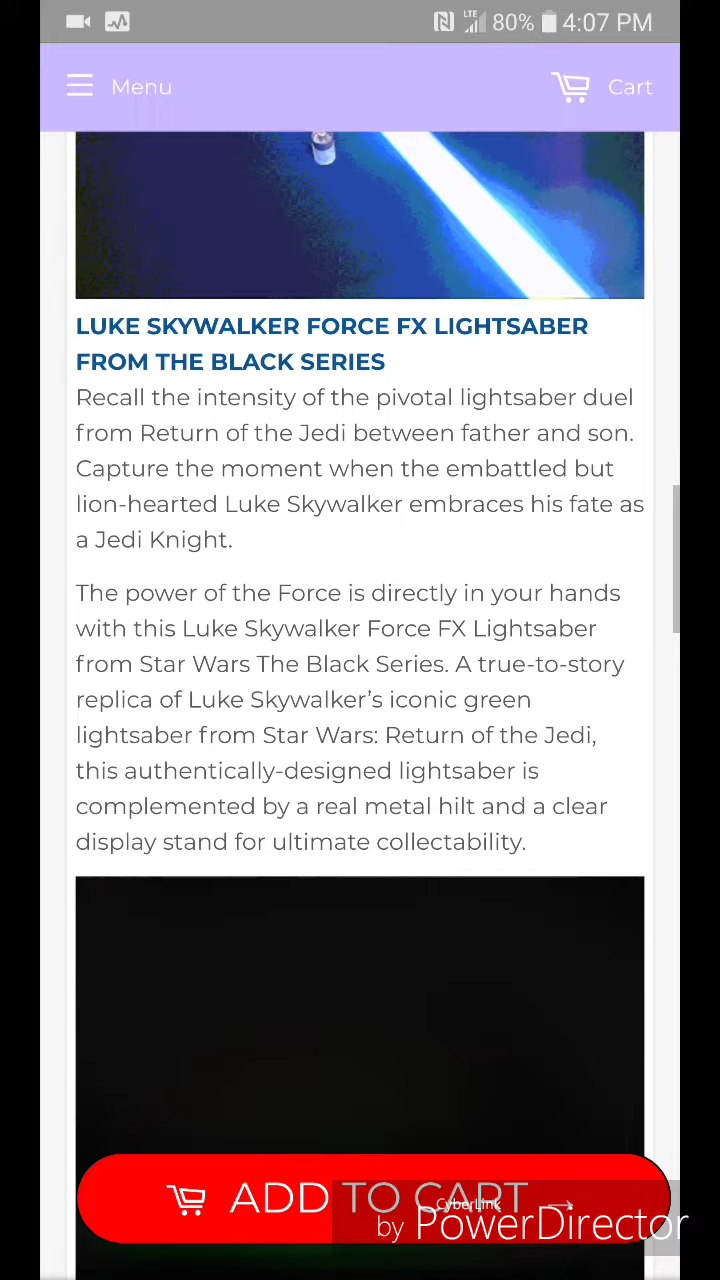 LTE 80% 4:07 PM
Menu Cart
LUKE SKYWALKER FORCE FX LIGHTSABER
FROM THE BLACK SERIES
Recall the intensity of the pivotal lightsaber duel
from Return of the Jedi between father and son.
Capture the moment when the embattled but
lion-hearted Luke Skywalker embraces his fate as
a Jedi Knight.
The power of the Force is directly in your hands
with this Luke Skywalker Force FX Lightsaber
from Star Wars The Black Series. A true-to-story
replica of Luke Skywalker’s iconic green
lightsaber from Star Wars: Return of the Jedi,
this authentically-designed lightsaber is
complemented by a real metal hilt and a clear
display stand for ultimate collectability.
ADD TO CART
CyberLink
by PowerDirector